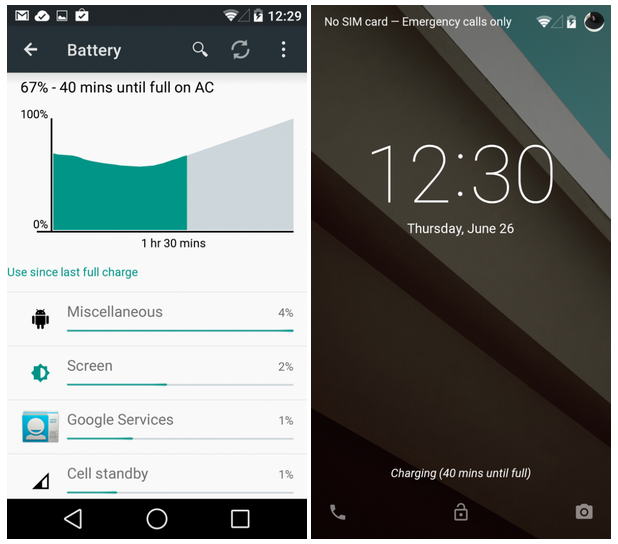 12:29
Battery
67% - 40 mins until full on AC
100%
0%
1 hr 30 mins
Use since last full charge
Miscellaneous 4%
Screen 2%
Google Services 1%
Cell standby 1%
No SIM card — Emergency calls only
12:30
Thursday, June 26
Charging (40 mins until full)